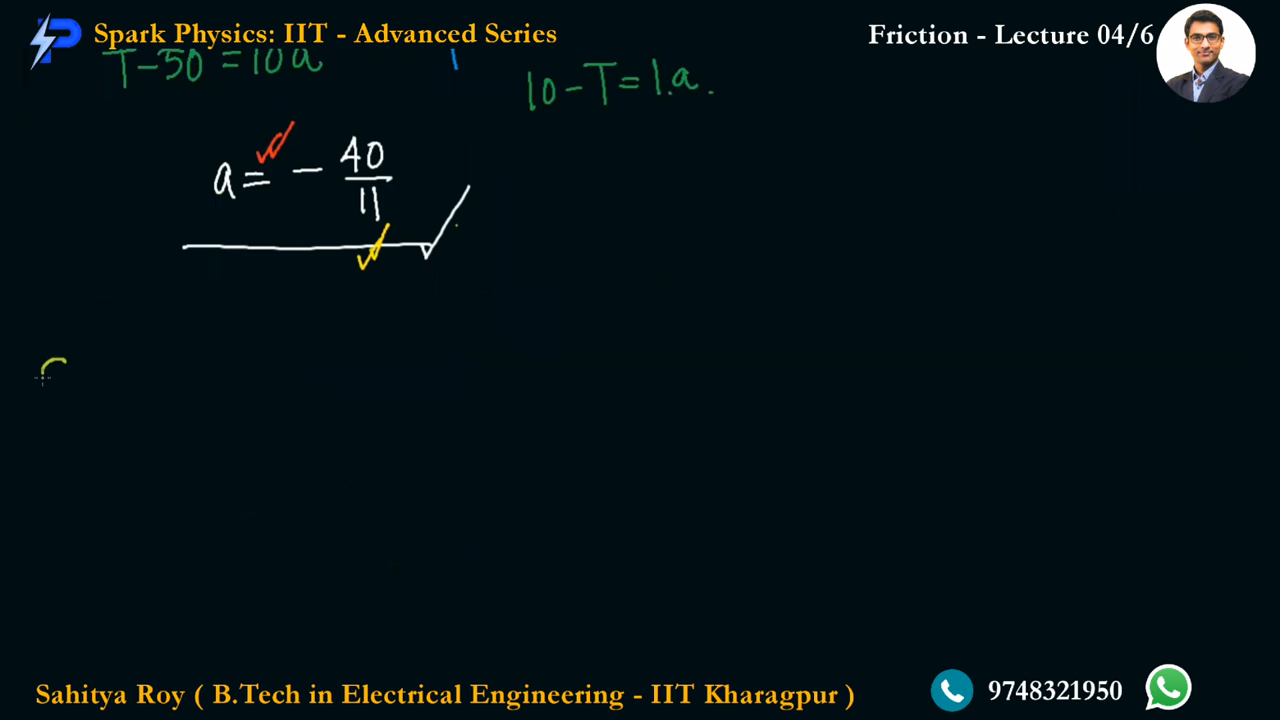 Spark Physics: IIT - Advanced Series
Friction - Lecture 04/6
T-50 = 10a
10-T = 1.a.
a = - 40/11
Sahitya Roy ( B.Tech in Electrical Engineering - IIT Kharagpur )
9748321950